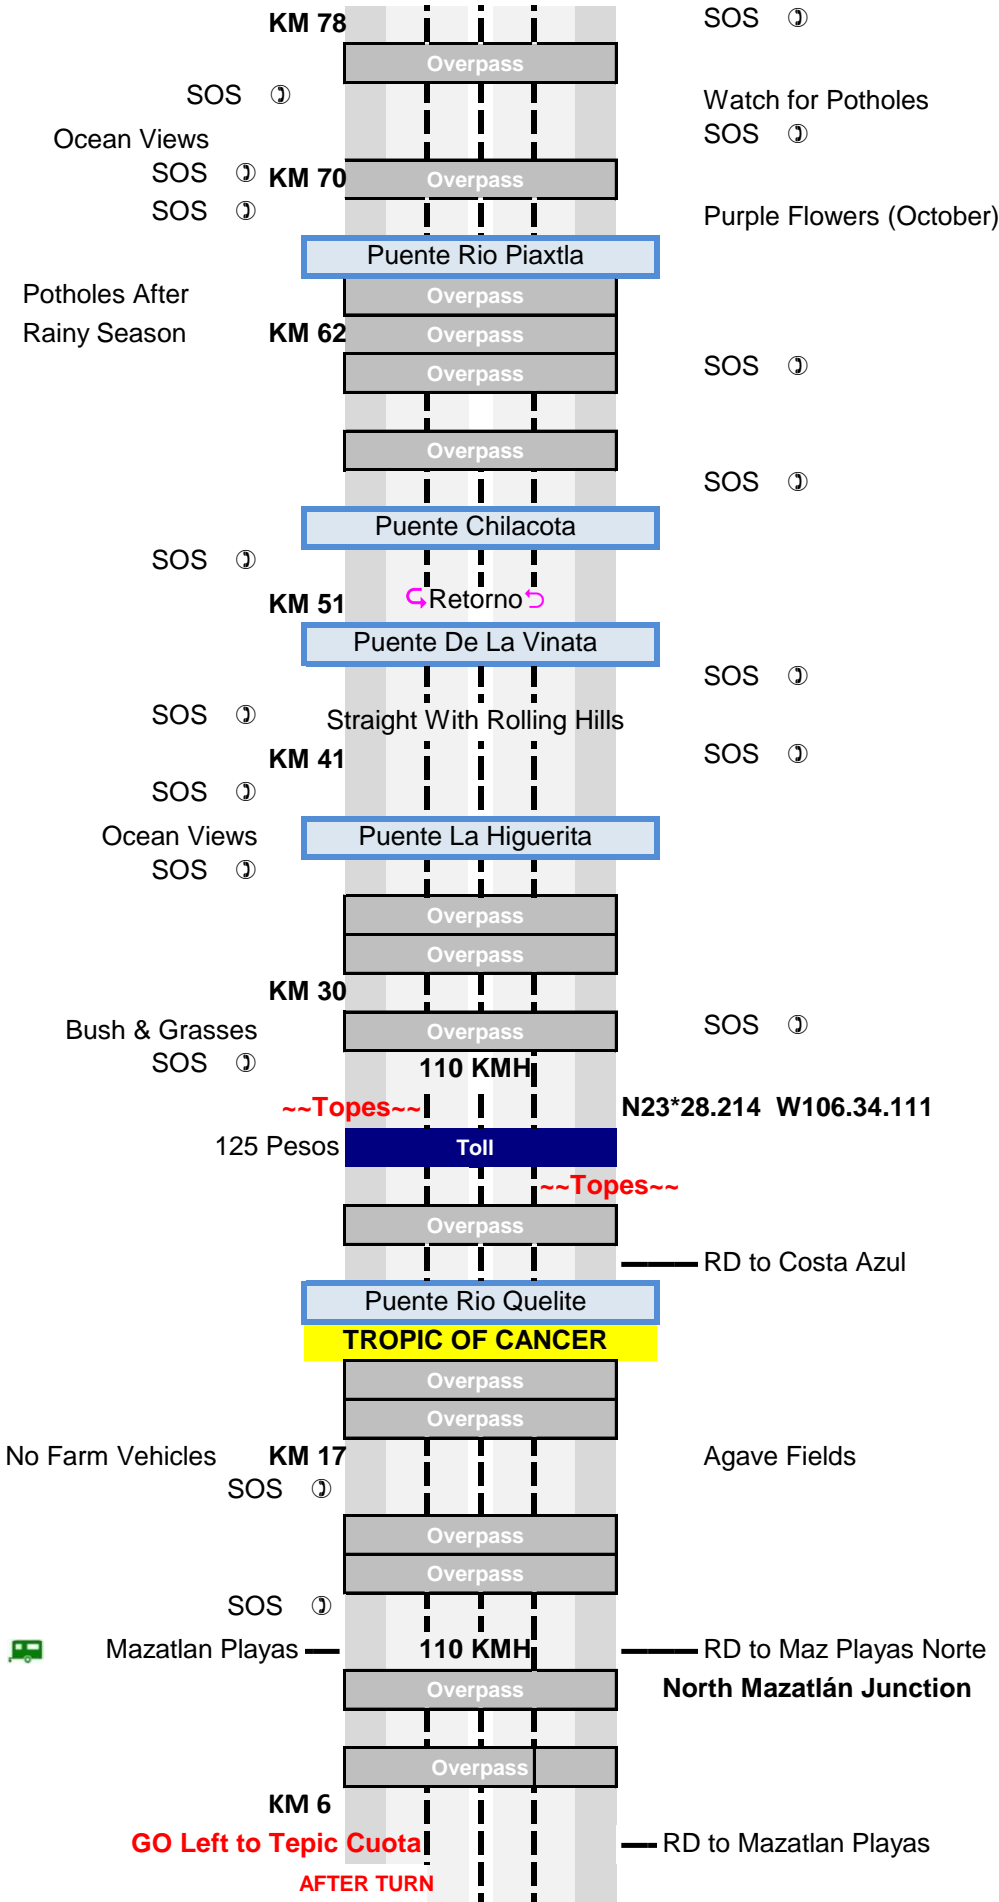 KM 78 SOS ✆
Overpass
SOS ✆
Watch for Potholes
Ocean Views SOS ✆
SOS ✆ KM 70 Overpass
SOS ✆ Purple Flowers (October)
Puente Rio Piaxtla
Potholes After Overpass
Rainy Season KM 62 Overpass
Overpass SOS ✆
Overpass
SOS ✆
Puente Chilacota
SOS ✆
KM 51 Retorno
Puente De La Vinata
SOS ✆
SOS ✆ Straight With Rolling Hills
KM 41 SOS ✆
SOS ✆
Ocean Views Puente La Higuerita
SOS ✆
Overpass
Overpass
KM 30
Bush & Grasses Overpass SOS ✆
SOS ✆ 110 KMH
~~Topes~~ N23*28.214 W106.34.111
125 Pesos Toll
~~Topes~~
Overpass
RD to Costa Azul
Puente Rio Quelite
TROPIC OF CANCER
Overpass
Overpass
No Farm Vehicles KM 17 Agave Fields
SOS ✆
Overpass
Overpass
SOS ✆
Mazatlan Playas 110 KMH RD to Maz Playas Norte
Overpass North Mazatlán Junction
Overpass
KM 6
GO Left to Tepic Cuota RD to Mazatlan Playas
AFTER TURN